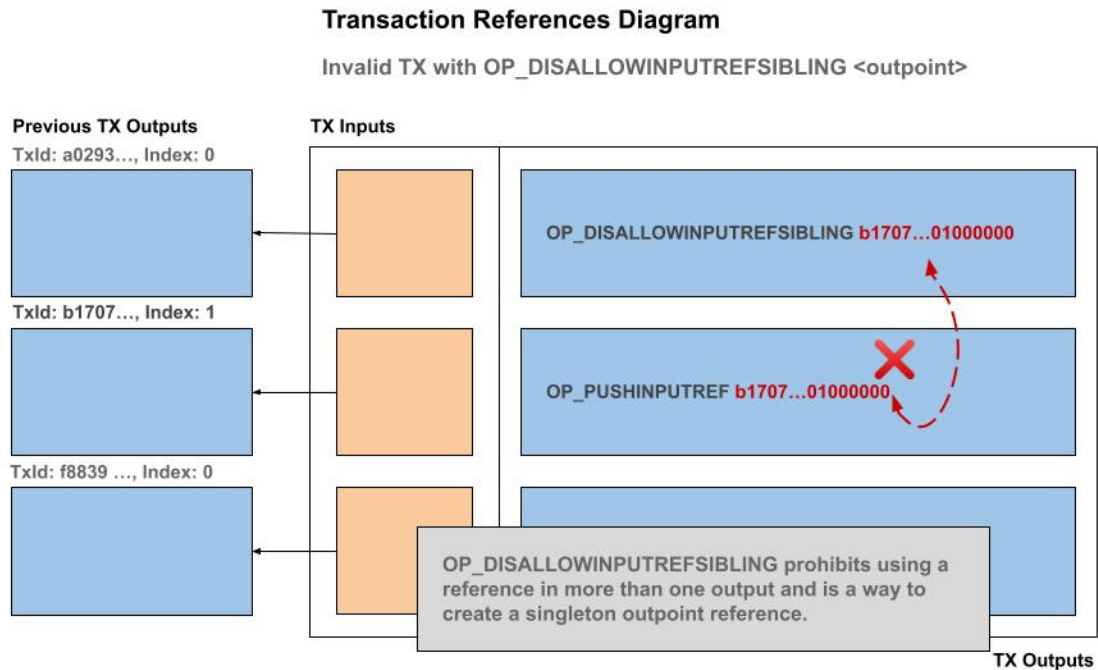 Transaction References Diagram
Invalid TX with OP_DISALLOWINPUTREFSIBLING <outpoint>
Previous TX Outputs
TX Inputs
TxId: a0293…, Index: 0
OP_DISALLOWINPUTREFSIBLING b1707…01000000
TxId: b1707…, Index: 1
OP_PUSHINPUTREF b1707…01000000
TxId: f8839 …, Index: 0
OP_DISALLOWINPUTREFSIBLING prohibits using a
reference in more than one output and is a way to
create a singleton outpoint reference.
TX Outputs